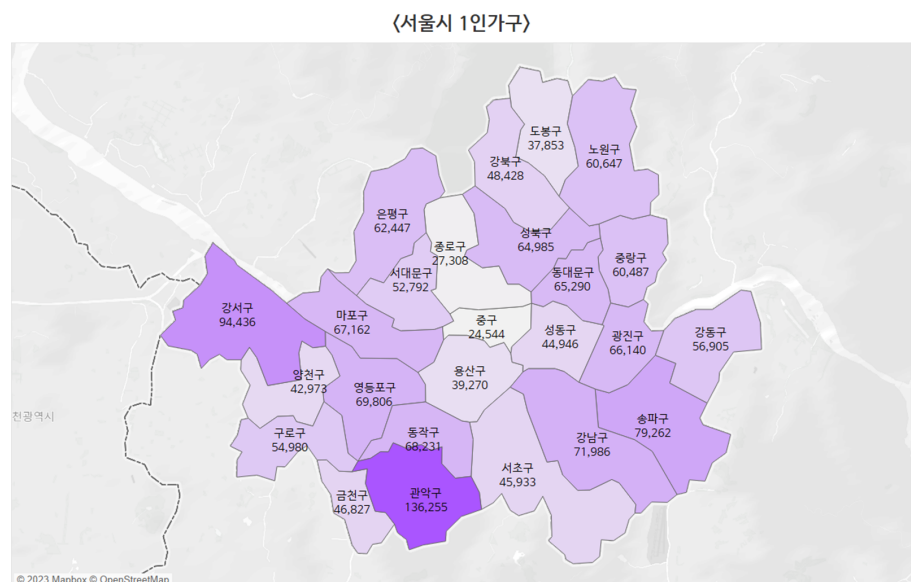 〈서울시 1인가구〉
도봉구
37,853
노원구
60,647
강북구
48,428
은평구
62,447
성북구
64,985
종로구
27,308
중랑구
60,487
서대문구
52,792
동대문구
65,290
강서구
94,436
마포구
67,162
중구
24,544
성동구
44,946
광진구
66,140
강동구
56,905
양천구
42,973
용산구
39,270
영등포구
69,806
천광역시
송파구
79,262
구로구
54,980
동작구
68,231
강남구
71,986
서초구
45,933
금천구
46,827
관악구
136,255
© 2023 Mapbox © OpenStreetMap